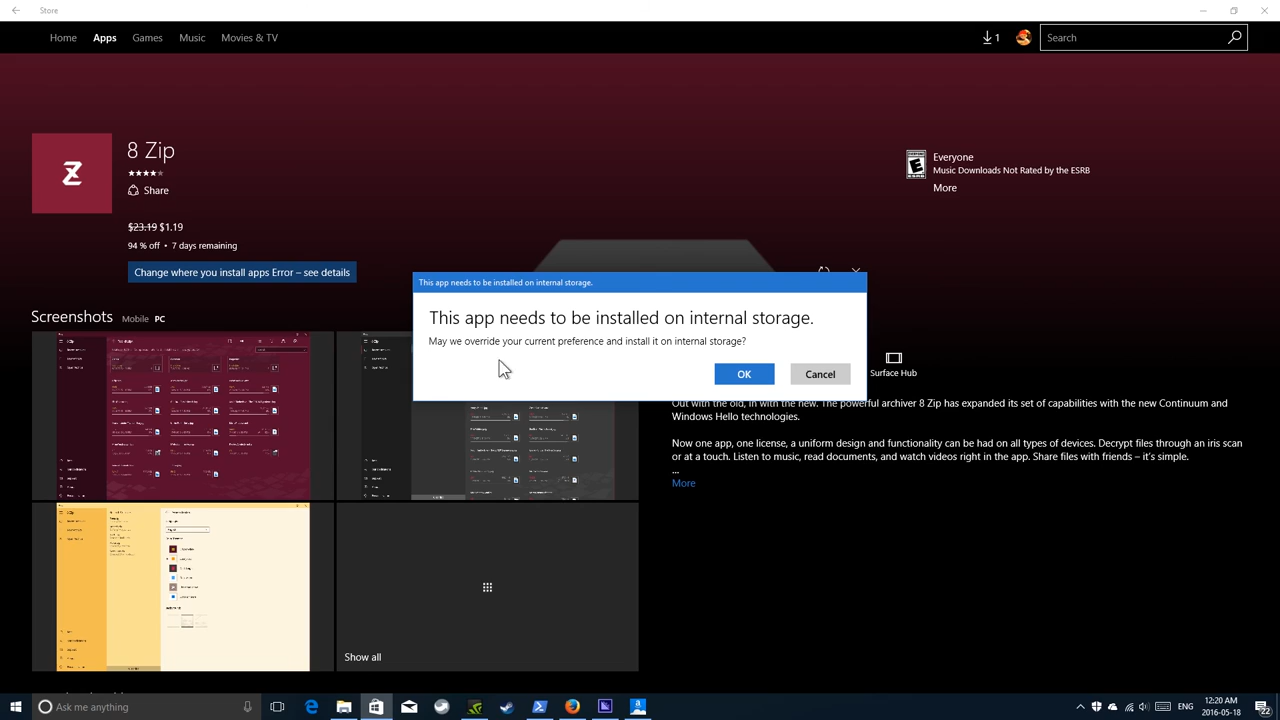 Store
Home Apps Games Music Movies & TV
1
Search
Z
8 Zip
Share
$23.19 $1.19
94 % off • 7 days remaining
Change where you install apps Error – see details
E
Everyone
Music Downloads Not Rated by the ESRB
More
This app needs to be installed on internal storage.
This app needs to be installed on internal storage.
May we override your current preference and install it on internal storage?
OK Cancel
Surface Hub
Screenshots Mobile PC
Show all
Out with the old, in with the new. The powerful archiver 8 Zip has expanded its set of capabilities with the new Continuum and
Windows Hello technologies.
Now one app, one license, a uniform design and functionality can be had on all types of devices. Decrypt files through an iris scan
or at a touch. Listen to music, read documents, and watch videos right in the app. Share files with friends – it's simple.
...
More
Ask me anything
ENG
12:20 AM
2016-05-18
22